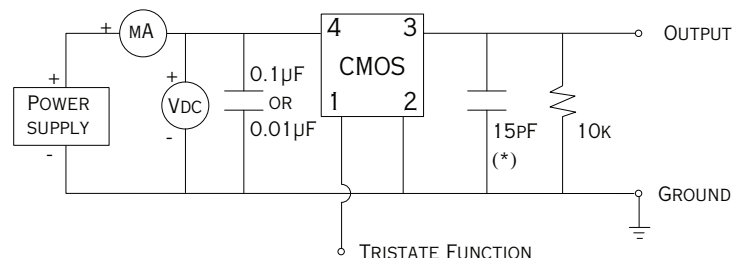 + MA
4 3 OUTPUT
CMOS
+ + 0.1µF
POWER SUPPLY
VDC
OR
0.01µF
1 2
- -
15PF
(*)
10K
GROUND
TRISTATE FUNCTION